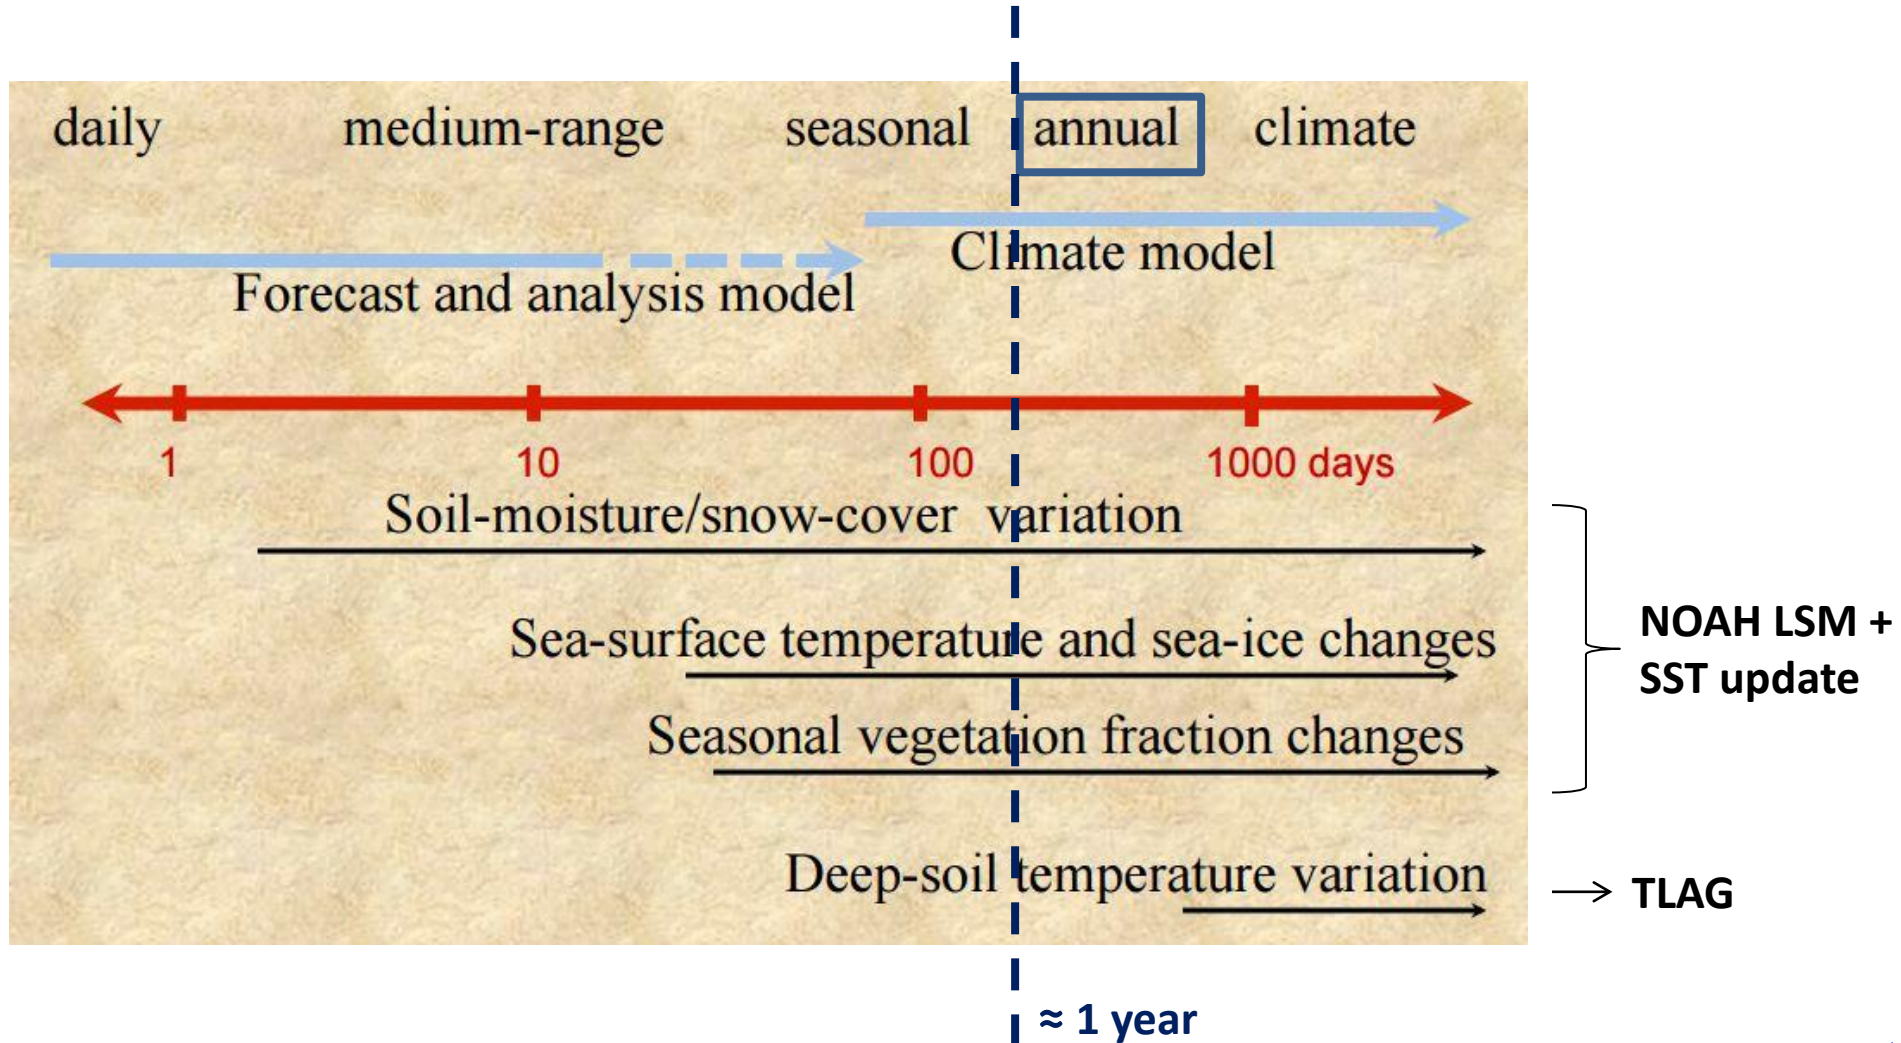 daily medium-range seasonal annual climate
Climate model
Forecast and analysis model
1 10 100 1000 days
Soil-moisture/snow-cover variation
Sea-surface temperature and sea-ice changes
NOAH LSM +
SST update
Seasonal vegetation fraction changes
Deep-soil temperature variation
TLAG
≈ 1 year